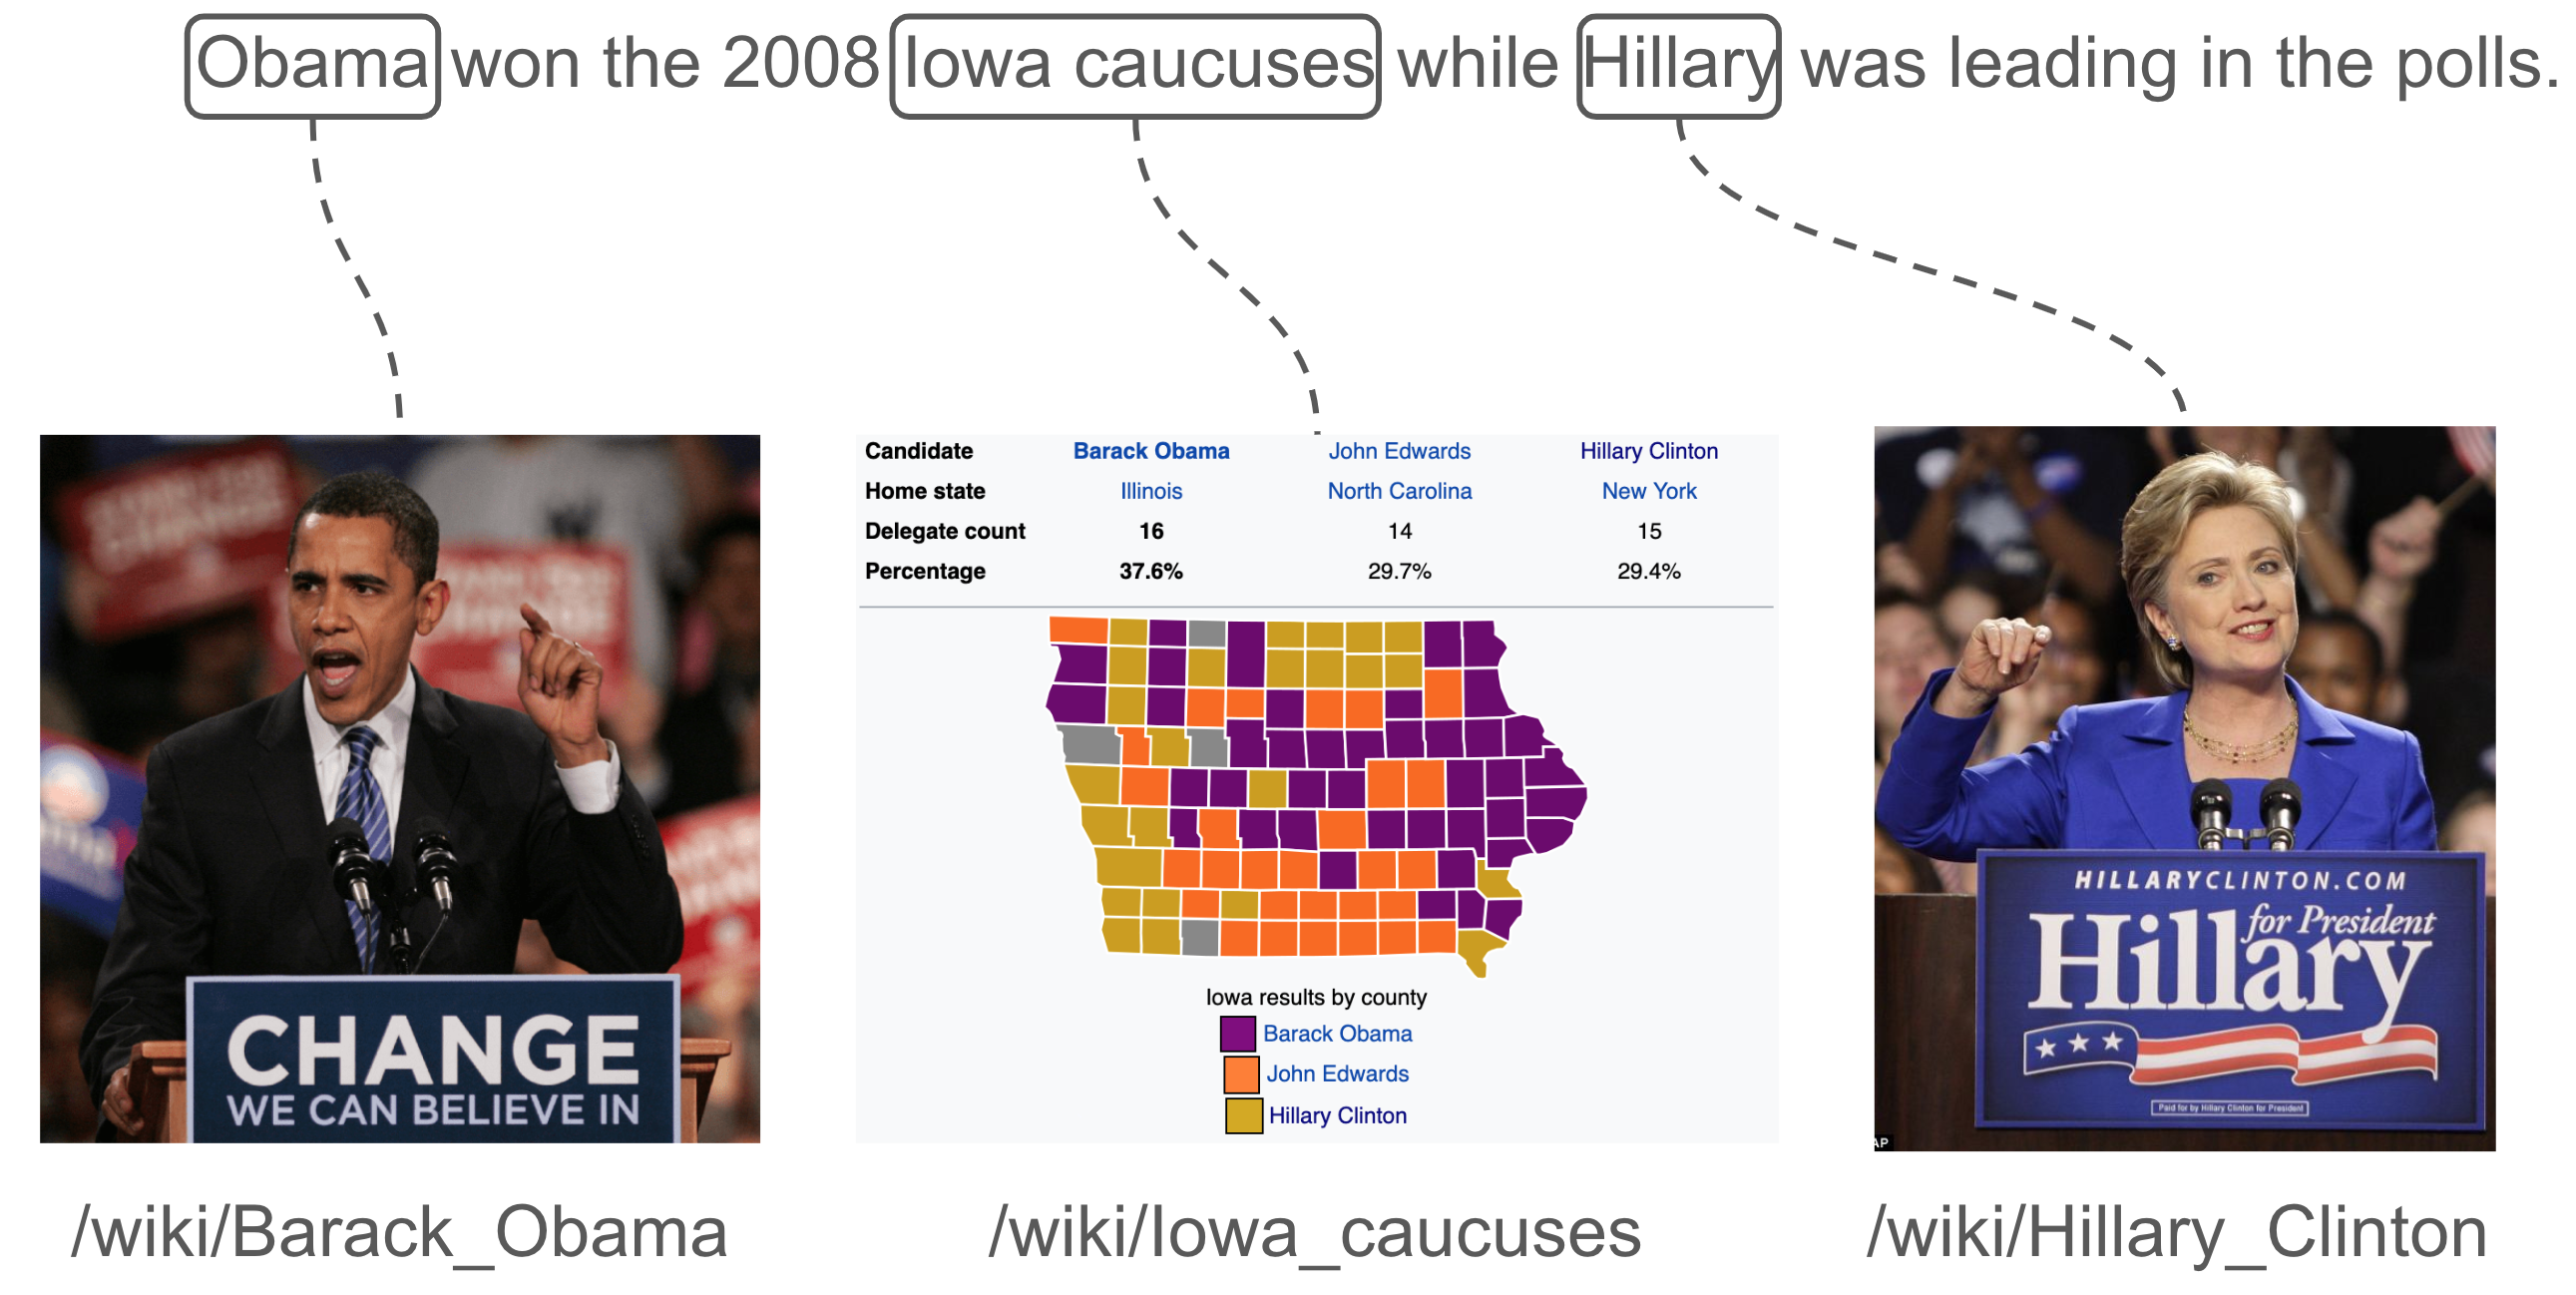 Obama won the 2008 Iowa caucuses while Hillary was leading in the polls.
CHANGE
WE CAN BELIEVE IN
Candidate Barack Obama John Edwards Hillary Clinton
Home state Illinois North Carolina New York
Delegate count 16 14 15
Percentage 37.6% 29.7% 29.4%
Iowa results by county
Barack Obama
John Edwards
Hillary Clinton
HILLARYCLINTON.COM
for President
Hillary
Paid for by Hillary Clinton for President
AP
/wiki/Barack_Obama
/wiki/Iowa_caucuses
/wiki/Hillary_Clinton